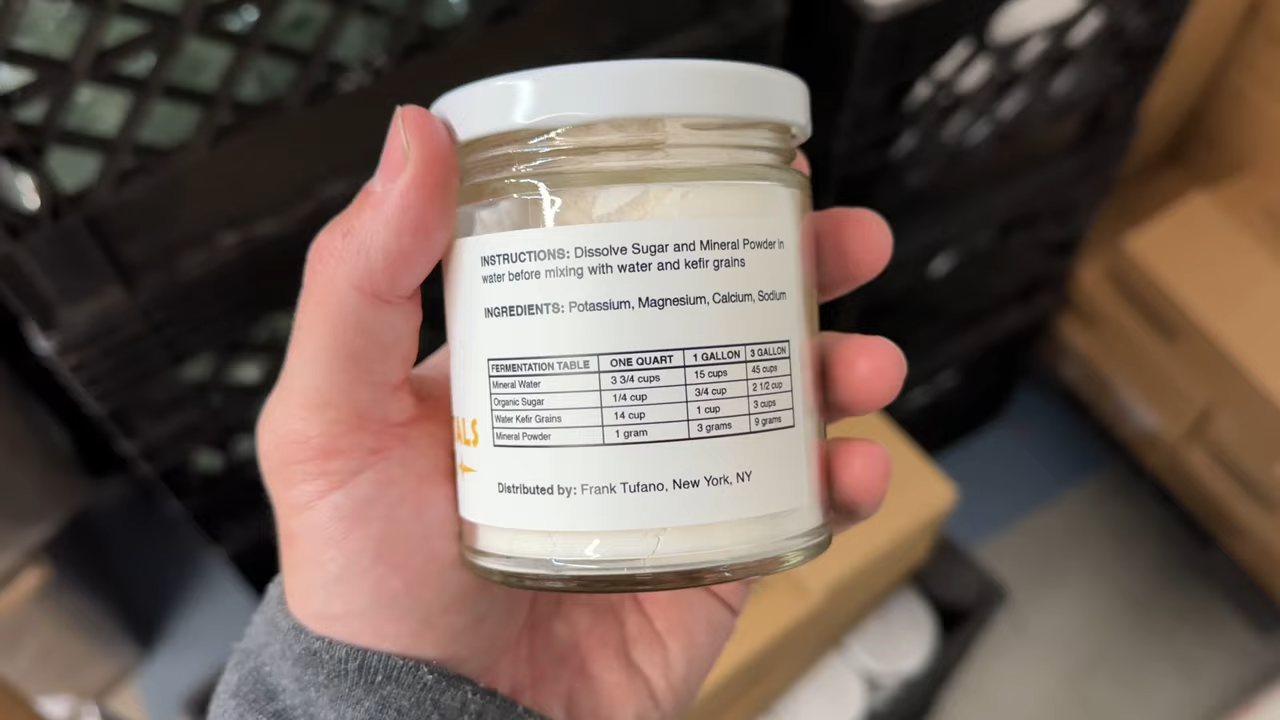 INSTRUCTIONS: Dissolve Sugar and Mineral Powder in
water before mixing with water and kefir grains
INGREDIENTS: Potassium, Magnesium, Calcium, Sodium
FERMENTATION TABLE ONE QUART 1 GALLON 3 GALLON
Mineral Water 3 3/4 cups 15 cups 45 cups
Organic Sugar 1/4 cup 3/4 cup 2 1/2 cup
Water Kefir Grains 14 cup 1 cup 3 cups
Mineral Powder 1 gram 3 grams 9 grams
ALS
Distributed by: Frank Tufano, New York, NY